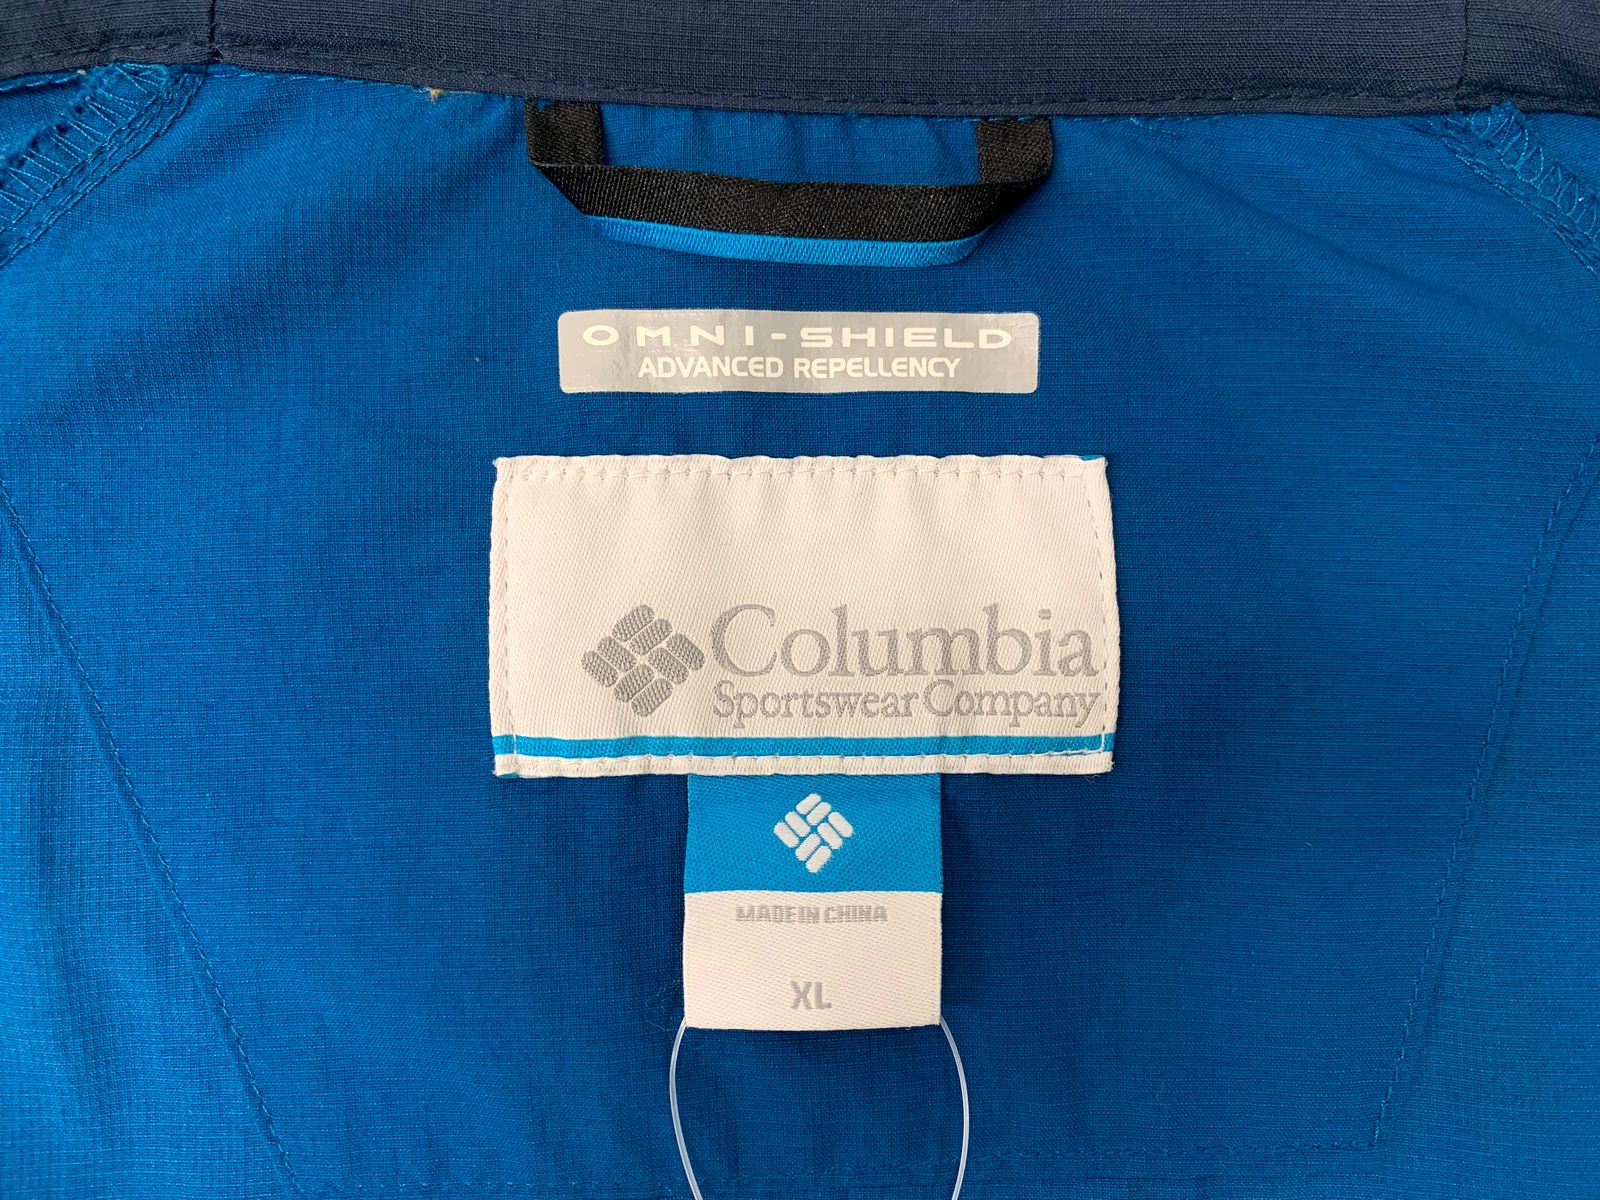 OMNI-SHIELD
ADVANCED REPELLENCY
Columbia
Sportswear Company
MADE IN CHINA
XL